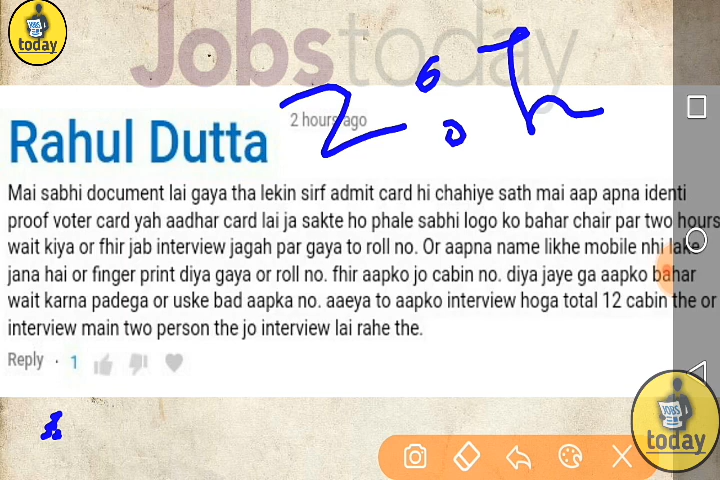 JOBS
today
Jobstoday
Rahul Dutta
2 hours ago
Mai sabhi document lai gaya tha lekin sirf admit card hi chahiye sath mai aap apna identi
proof voter card yah aadhar card lai ja sakte ho phale sabhi logo ko bahar chair par two hours
wait kiya or fhir jab interview jagah par gaya to roll no. Or aapna name likhe mobile nhi lake
jana hai or finger print diya gaya or roll no. fhir aapko jo cabin no. diya jaye ga aapko bahar
wait karna padega or uske bad aapka no. aaeya to aapko interview hoga total 12 cabin the or
interview main two person the jo interview lai rahe the.
Reply · 1
JOBS
today